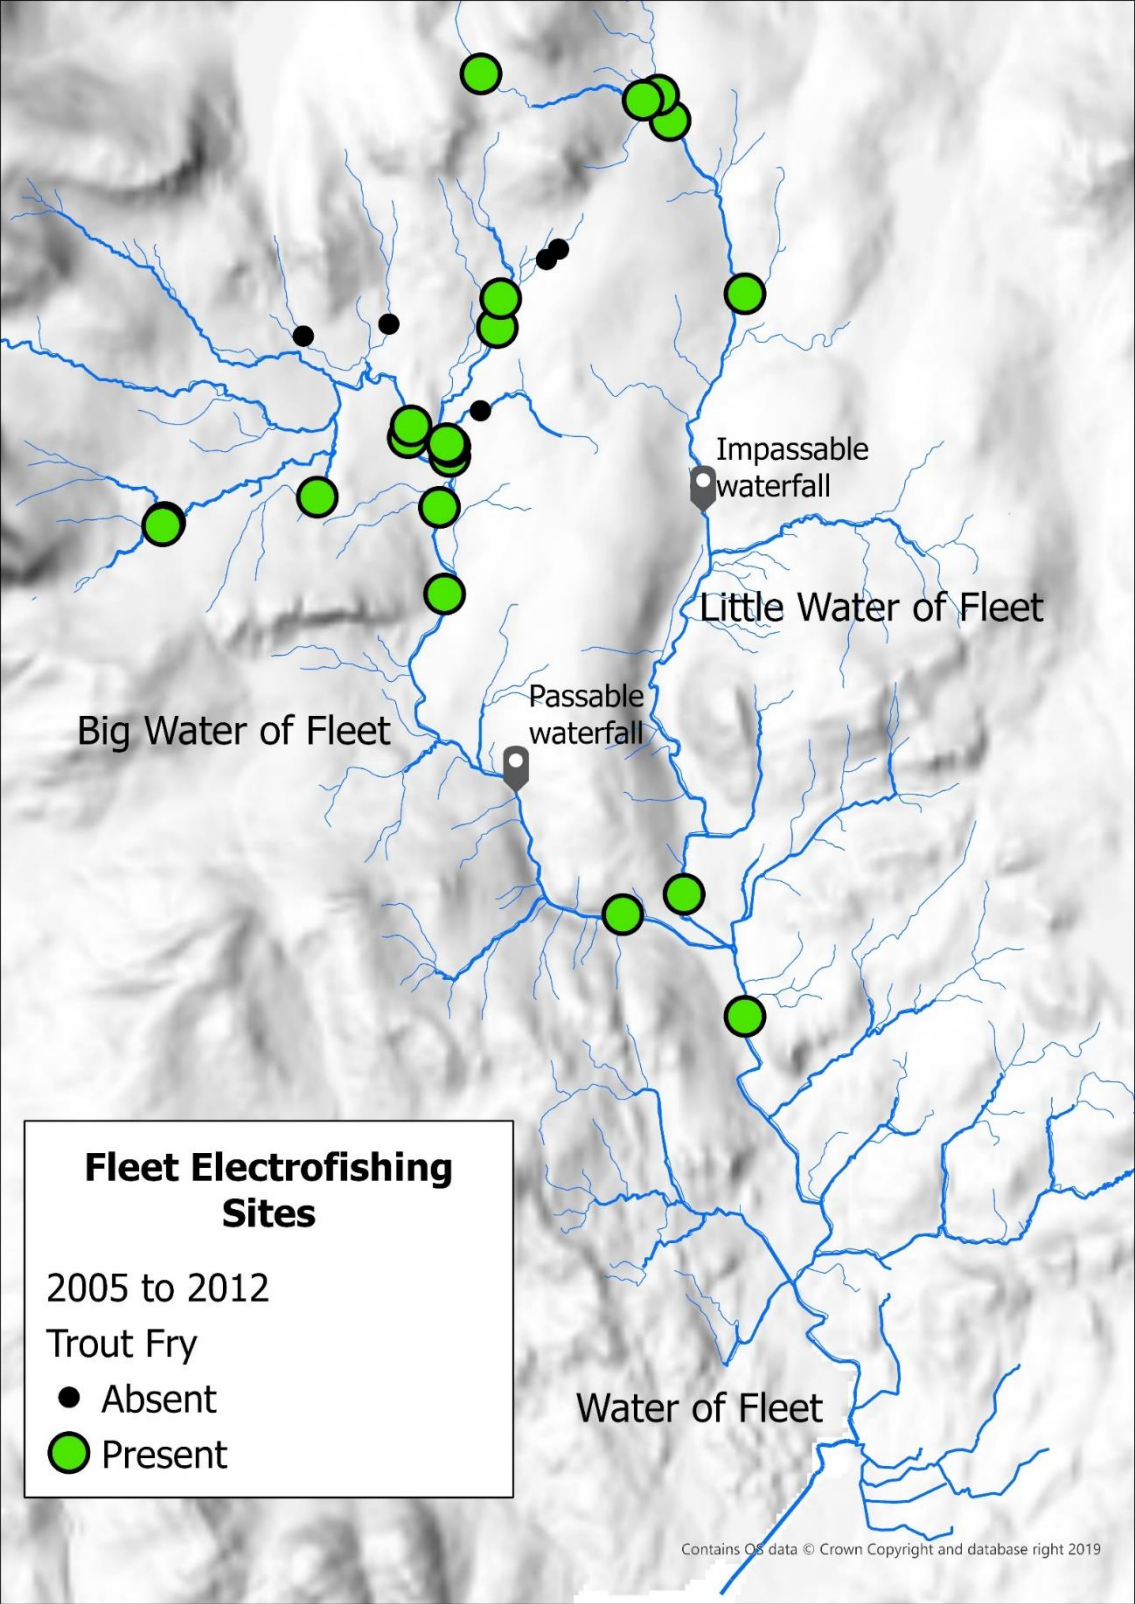 Impassable
waterfall
Little Water of Fleet
Passable
waterfall
Big Water of Fleet
Fleet Electrofishing
Sites
2005 to 2012
Trout Fry
Absent
Present
Water of Fleet
Contains OS data © Crown Copyright and database right 2019